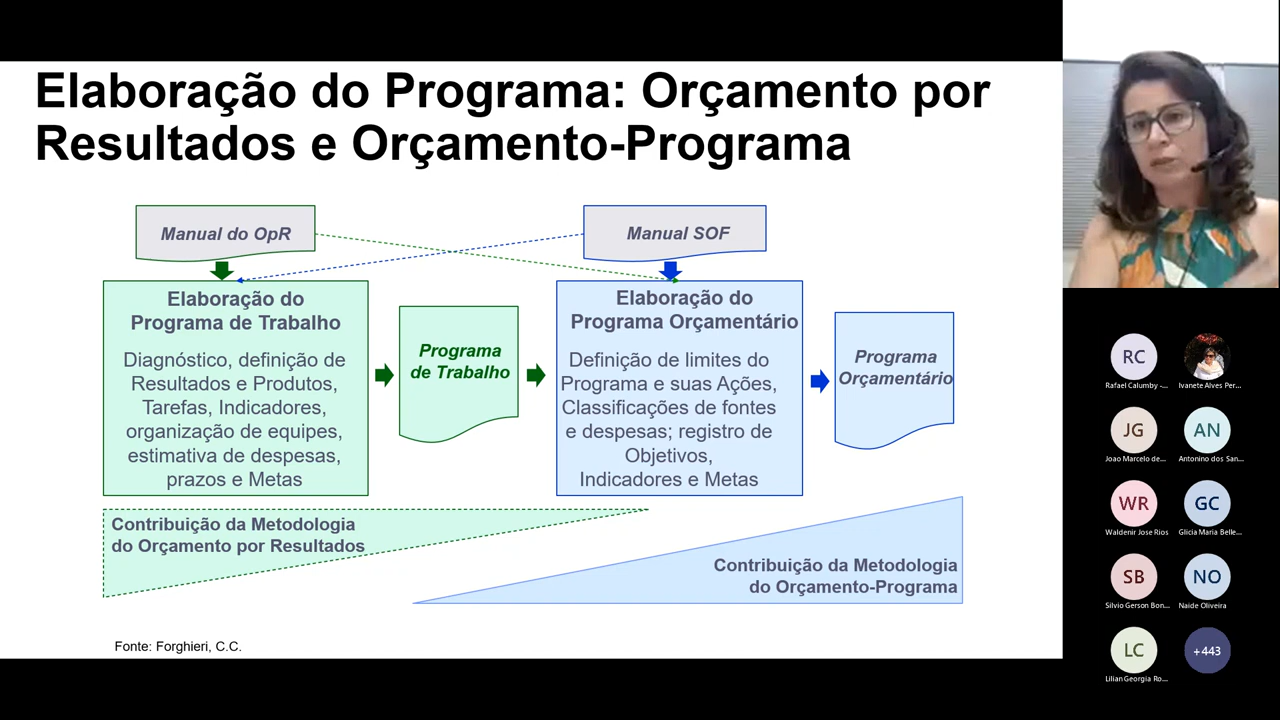 Elaboração do Programa: Orçamento por
Resultados e Orçamento-Programa
Manual do OpR
Manual SOF
Elaboração do
Programa de Trabalho
Diagnóstico, definição de
Resultados e Produtos,
Tarefas, Indicadores,
organização de equipes,
estimativa de despesas,
prazos e Metas
Programa
de Trabalho
Elaboração do
Programa Orçamentário
Definição de limites do
Programa e suas Ações,
Classificações de fontes
e despesas; registro de
Objetivos,
Indicadores e Metas
Programa
Orçamentário
Contribuição da Metodologia
do Orçamento por Resultados
Contribuição da Metodologia
do Orçamento-Programa
Fonte: Forghieri, C.C.
RC
Rafael Calumby -...
Ivanete Alves Per...
JG
Joao Marcelo de...
AN
Antonino dos San...
WR
Waldenir Jose Rios
GC
Glicia Maria Belle...
SB
Silvio Gerson Bon...
NO
Naide Oliveira
LC
Lilian Georgia Ro...
+443